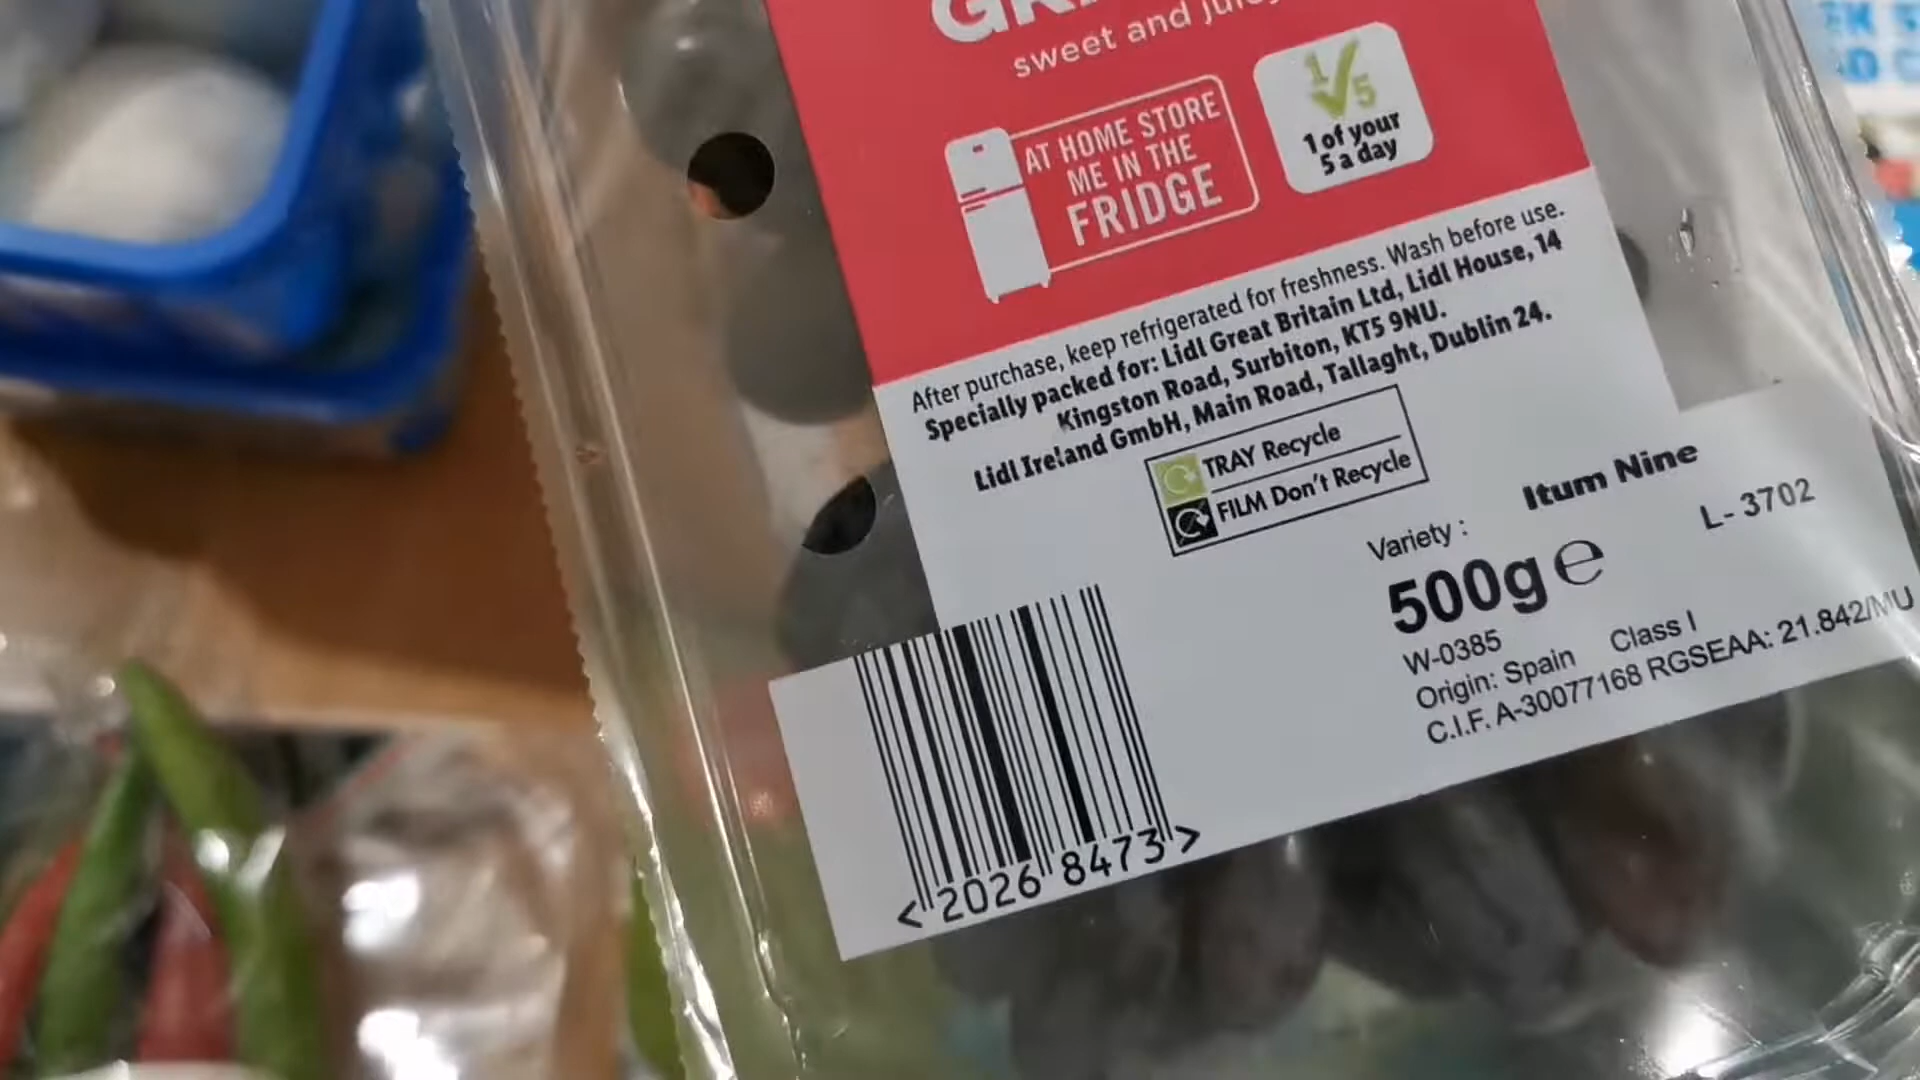 sweet and juicy
AT HOME STORE
ME IN THE
FRIDGE
1/5
1 of your
5 a day
After purchase, keep refrigerated for freshness. Wash before use.
Specially packed for: Lidl Great Britain Ltd, Lidl House, 14
Kingston Road, Surbiton, KT5 9NU.
Lidl Ireland GmbH, Main Road, Tallaght, Dublin 24.
TRAY Recycle
FILM Don't Recycle
Variety : Itum Nine
500g e L- 3702
W-0385
Origin: Spain Class I
C.I.F. A-30077168 RGSEAA: 21.842/MU
< 2026 8473 >